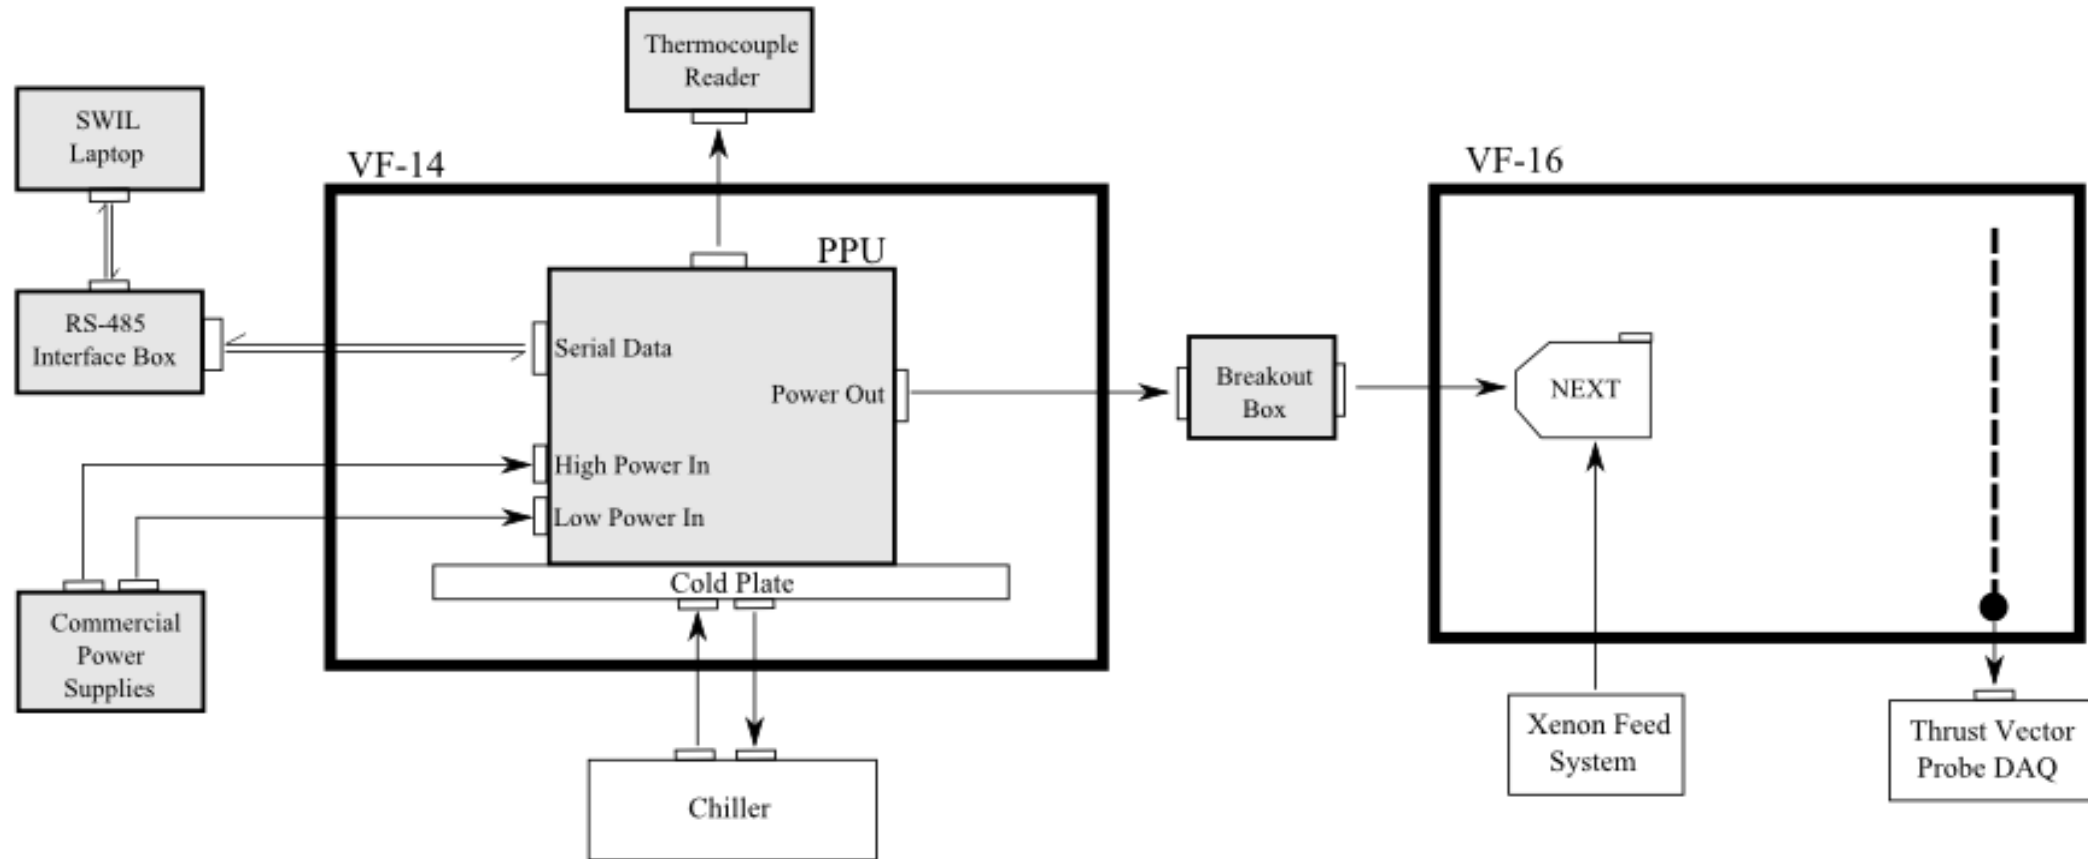 Thermocouple
Reader
SWIL
Laptop
VF-14
VF-16
PPU
RS-485
Interface Box
Serial Data
Power Out
Breakout
Box
NEXT
High Power In
Low Power In
Cold Plate
Commercial
Power
Supplies
Xenon Feed
System
Thrust Vector
Probe DAQ
Chiller